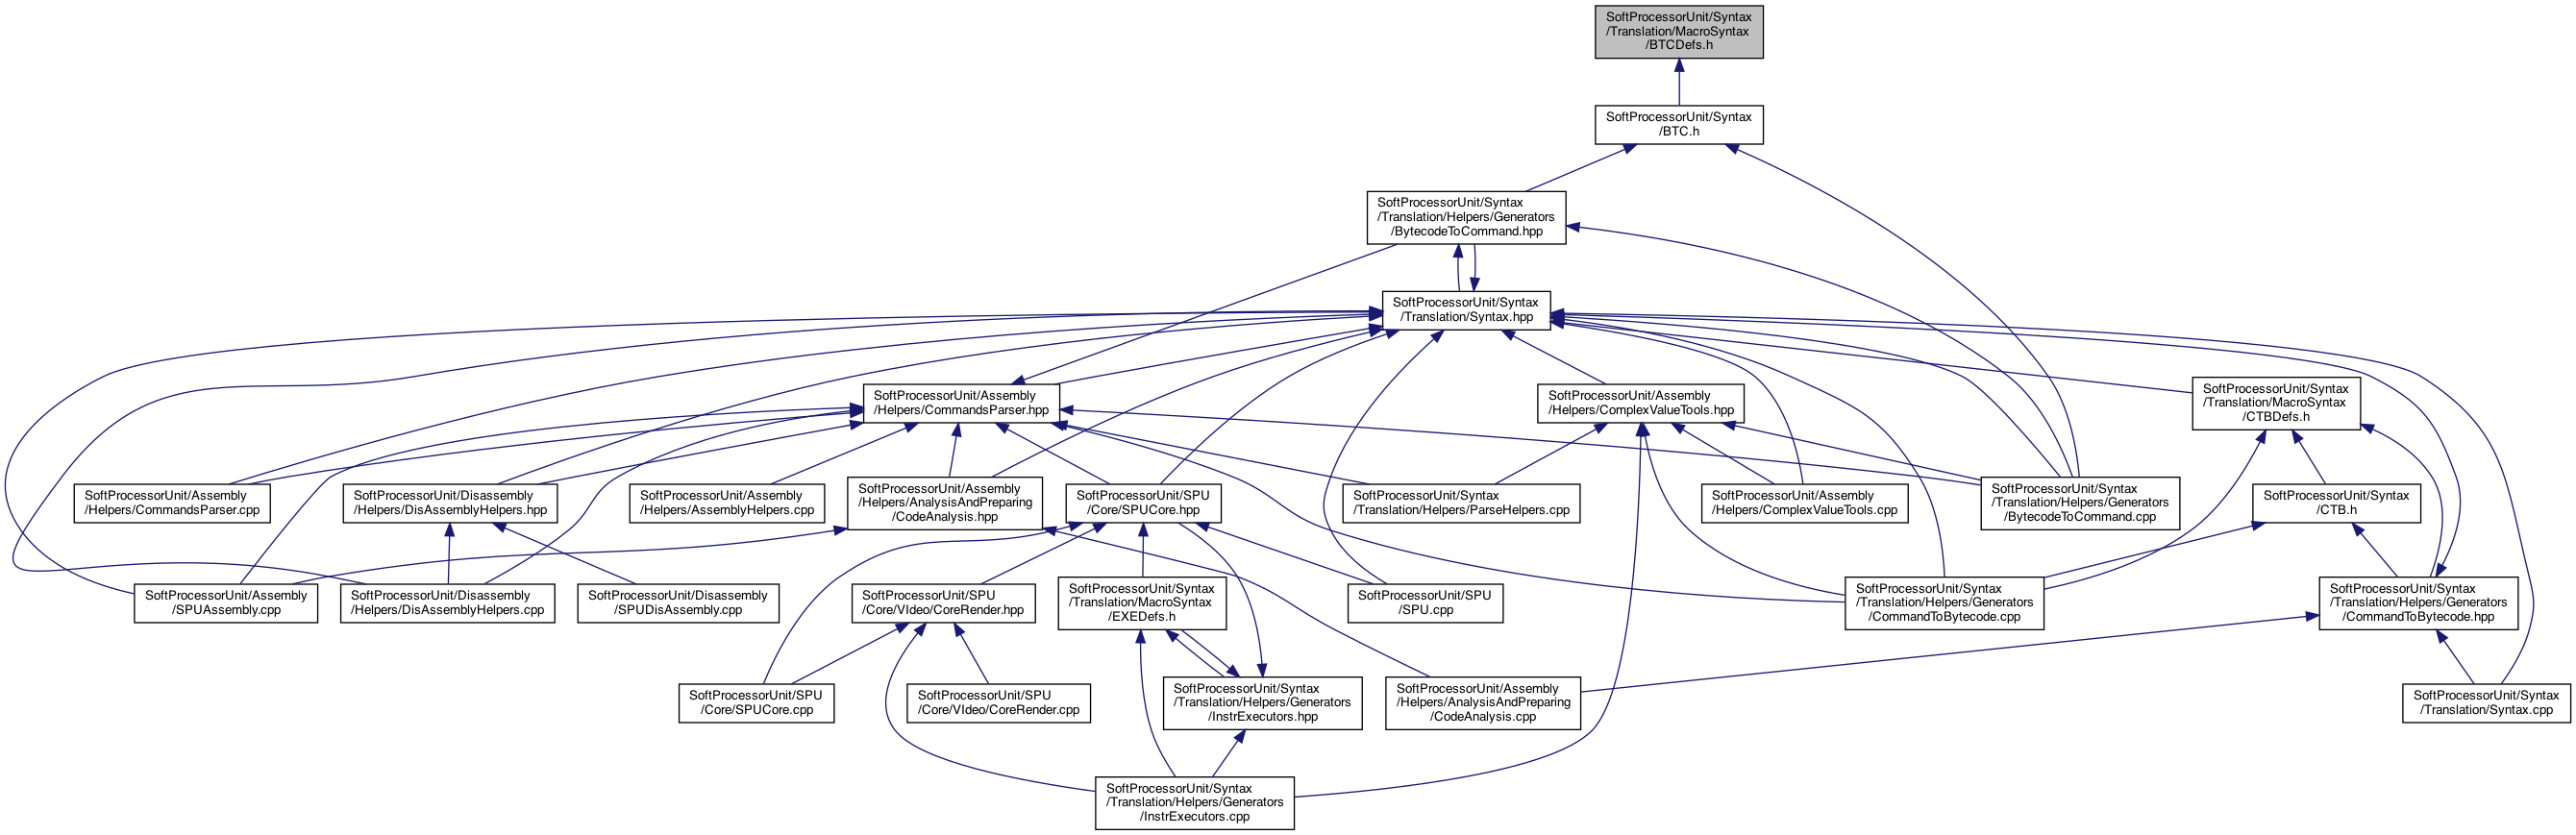 SoftProcessorUnit/Syntax
/Translation/MacroSyntax
/BTCDefs.h
SoftProcessorUnit/Syntax
/BTC.h
SoftProcessorUnit/Syntax
/Translation/Helpers/Generators
/BytecodeToCommand.hpp
SoftProcessorUnit/Syntax
/Translation/Syntax.hpp
SoftProcessorUnit/Assembly
/Helpers/CommandsParser.hpp
SoftProcessorUnit/Assembly
/Helpers/ComplexValueTools.hpp
SoftProcessorUnit/Syntax
/Translation/MacroSyntax
/CTBDefs.h
SoftProcessorUnit/Assembly
/Helpers/CommandsParser.cpp
SoftProcessorUnit/Disassembly
/Helpers/DisAssemblyHelpers.hpp
SoftProcessorUnit/Assembly
/Helpers/AssemblyHelpers.cpp
SoftProcessorUnit/Assembly
/Helpers/AnalysisAndPreparing
/CodeAnalysis.hpp
SoftProcessorUnit/SPU
/Core/SPUCore.hpp
SoftProcessorUnit/Syntax
/Translation/Helpers/ParseHelpers.cpp
SoftProcessorUnit/Assembly
/Helpers/ComplexValueTools.cpp
SoftProcessorUnit/Syntax
/Translation/Helpers/Generators
/BytecodeToCommand.cpp
SoftProcessorUnit/Syntax
/CTB.h
SoftProcessorUnit/Assembly
/SPUAssembly.cpp
SoftProcessorUnit/Disassembly
/Helpers/DisAssemblyHelpers.cpp
SoftProcessorUnit/Disassembly
/SPUDisAssembly.cpp
SoftProcessorUnit/SPU
/Core/VIdeo/CoreRender.hpp
SoftProcessorUnit/Syntax
/Translation/MacroSyntax
/EXEDefs.h
SoftProcessorUnit/SPU
/SPU.cpp
SoftProcessorUnit/Syntax
/Translation/Helpers/Generators
/CommandToBytecode.cpp
SoftProcessorUnit/Syntax
/Translation/Helpers/Generators
/CommandToBytecode.hpp
SoftProcessorUnit/SPU
/Core/SPUCore.cpp
SoftProcessorUnit/SPU
/Core/VIdeo/CoreRender.cpp
SoftProcessorUnit/Syntax
/Translation/Helpers/Generators
/InstrExecutors.hpp
SoftProcessorUnit/Assembly
/Helpers/AnalysisAndPreparing
/CodeAnalysis.cpp
SoftProcessorUnit/Syntax
/Translation/Syntax.cpp
SoftProcessorUnit/Syntax
/Translation/Helpers/Generators
/InstrExecutors.cpp